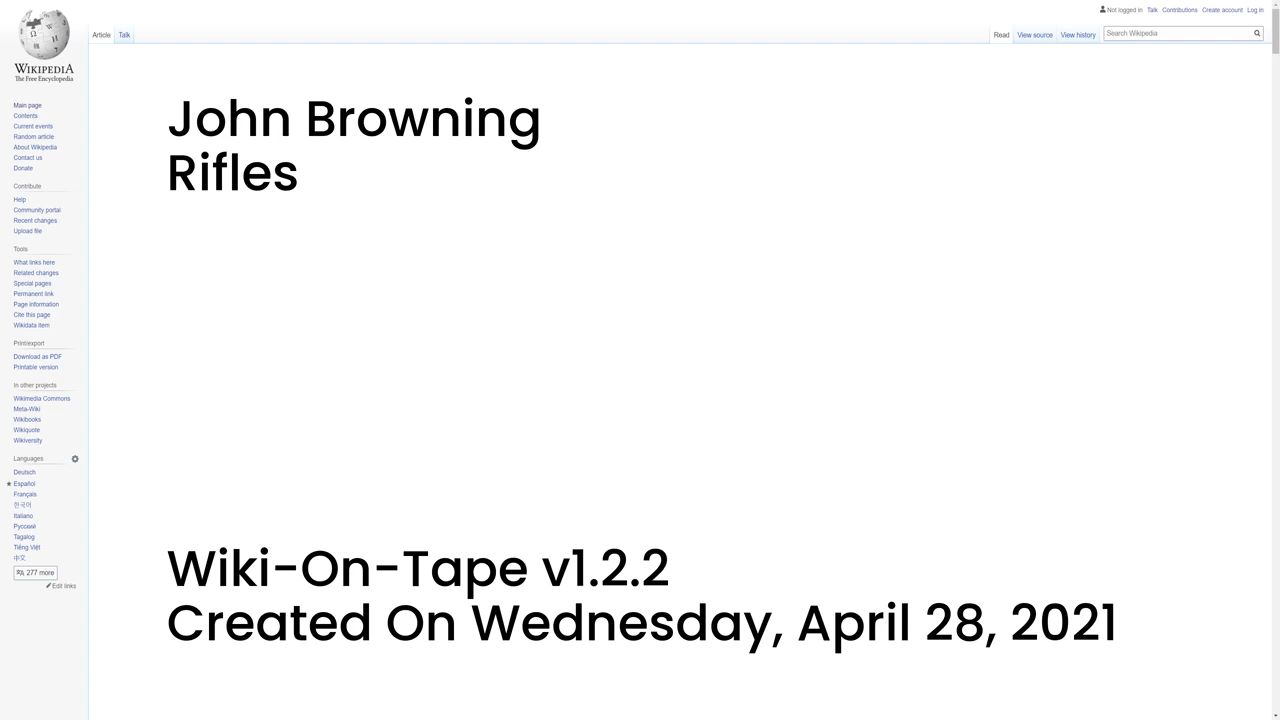 Not logged in Talk Contributions Create account Log in
Article Talk Read View source View history Search Wikipedia
WIKIPEDIA
The Free Encyclopedia
Main page
Contents
Current events
Random article
About Wikipedia
Contact us
Donate
Contribute
Help
Community portal
Recent changes
Upload file
Tools
What links here
Related changes
Special pages
Permanent link
Page information
Cite this page
Wikidata item
Print/export
Download as PDF
Printable version
In other projects
Wikimedia Commons
Meta-Wiki
Wikibooks
Wikiquote
Wikiversity
Languages
Deutsch
Español
Français
한국어
Italiano
Русский
Tagalog
Tiếng Việt
中文
277 more
Edit links
John Browning
Rifles
Wiki-On-Tape v1.2.2
Created On Wednesday, April 28, 2021